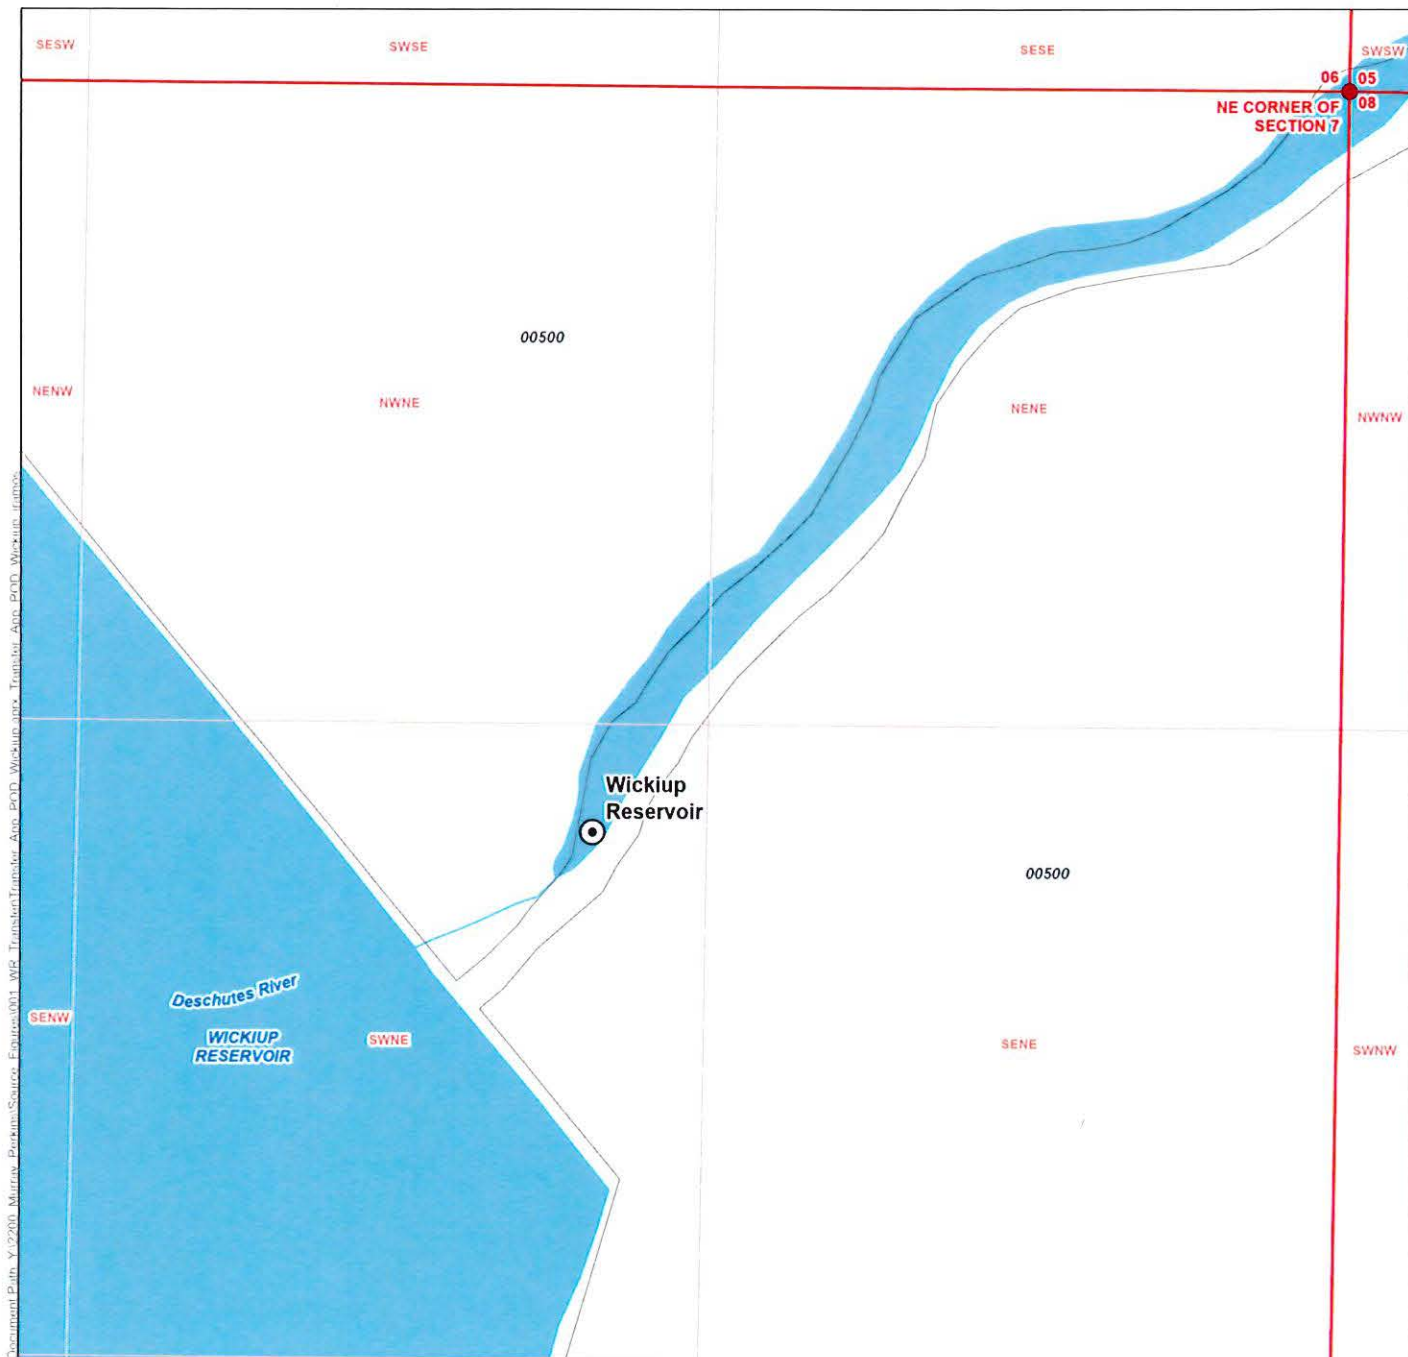 SESW
SWSE
SESE
SWSW
06
05
08
NE CORNER OF
SECTION 7
00500
NENW
NWNE
NENE
NWNW
Wickiup
Reservoir
00500
Deschutes River
WICKIUP
RESERVOIR
SENW
SWNE
SENE
SWNW